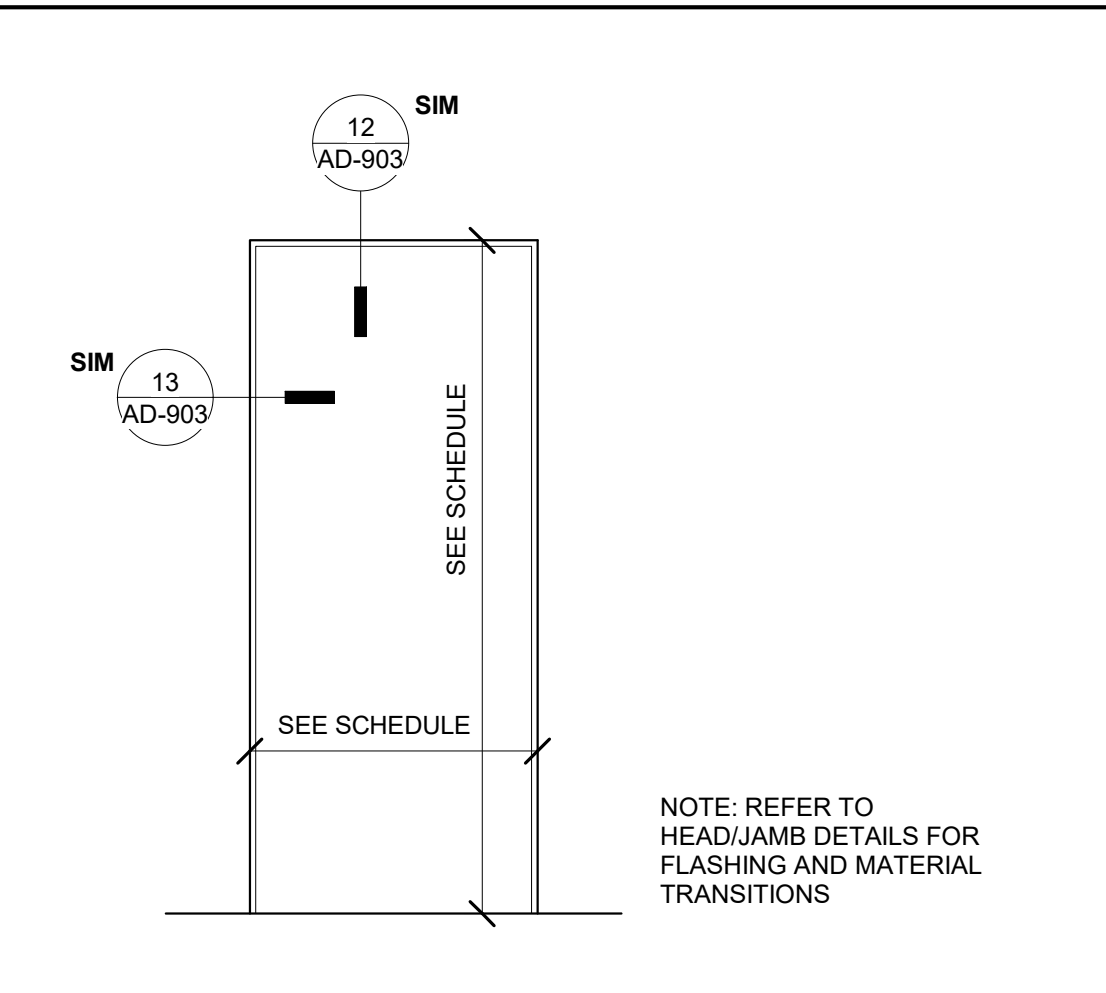 SIM
12
AD-903
SIM
13
AD-903
SEE SCHEDULE
SEE SCHEDULE
NOTE: REFER TO
HEAD/JAMB DETAILS FOR
FLASHING AND MATERIAL
TRANSITIONS